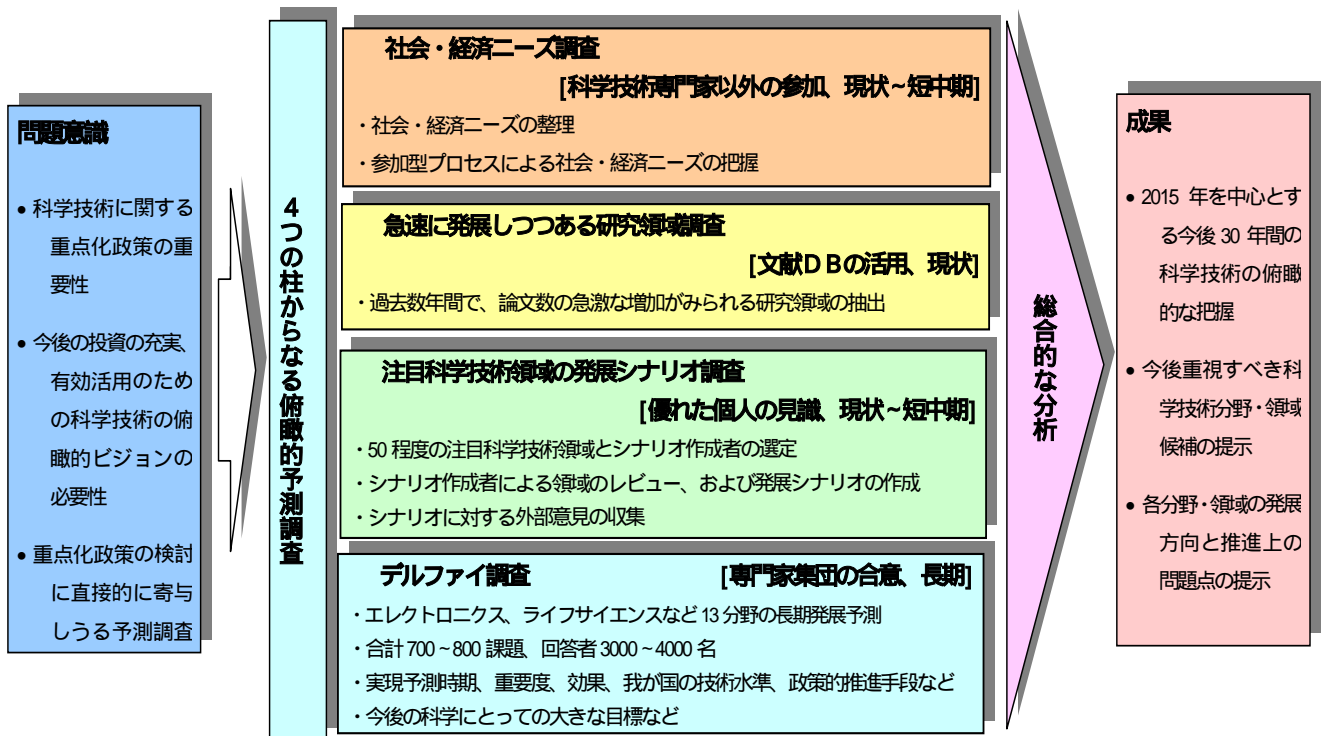 問題意識
• 科学技術に関する
重点化政策の重
要性
• 今後の投資の充実、
有効活用のため
の科学技術の俯
瞰的ビジョンの
必要性
• 重点化政策の検討
に直接的に寄与
しうる予測調査
4つの柱からなる俯瞰的予測調査
社会・経済ニーズ調査
[科学技術専門家以外の参加、現状~短中期]
・社会・経済ニーズの整理
・参加型プロセスによる社会・経済ニーズの把握
急速に発展しつつある研究領域調査
[文献DBの活用、現状]
・過去数年間で、論文数の急激な増加がみられる研究領域の抽出
注目科学技術領域の発展シナリオ調査
[優れた個人の見識、現状~短中期]
・50 程度の注目科学技術領域とシナリオ作成者の選定
・シナリオ作成者による領域のレビュー、および発展シナリオの作成
・シナリオに対する外部意見の収集
デルファイ調査 [専門家集団の合意、長期]
・エレクトロニクス、ライフサイエンスなど 13 分野の長期発展予測
・合計 700~800 課題、回答者 3000~4000 名
・実現予測時期、重要度、効果、我が国の技術水準、政策的推進手段など
・今後の科学にとっての大きな目標など
総合的な分析
成果
• 2015 年を中心とす
る今後 30 年間の
科学技術の俯瞰
的な把握
• 今後重視すべき科
学技術分野・領域
候補の提示
• 各分野・領域の発展
方向と推進上の
問題点の提示